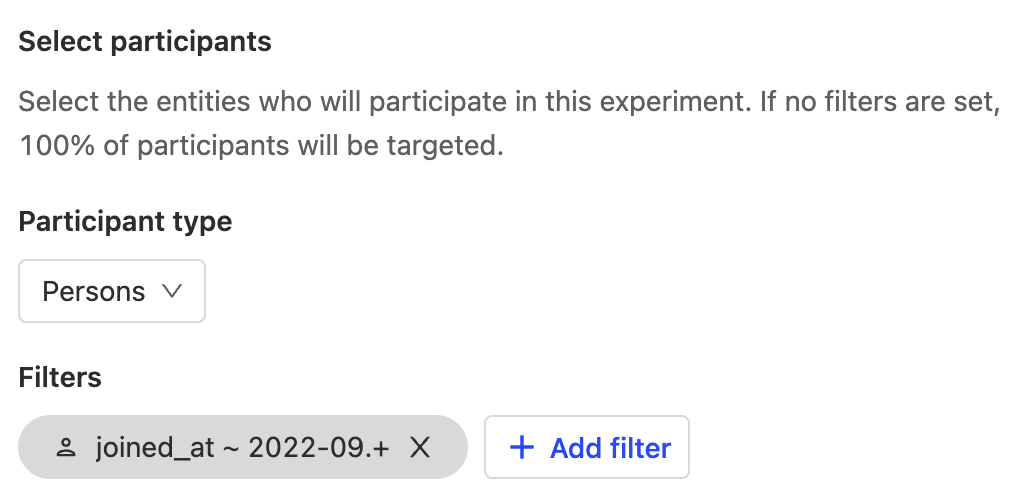 Select participants
Select the entities who will participate in this experiment. If no filters are set,
100% of participants will be targeted.
Participant type
Persons
Filters
joined_at ~ 2022-09.+
+ Add filter